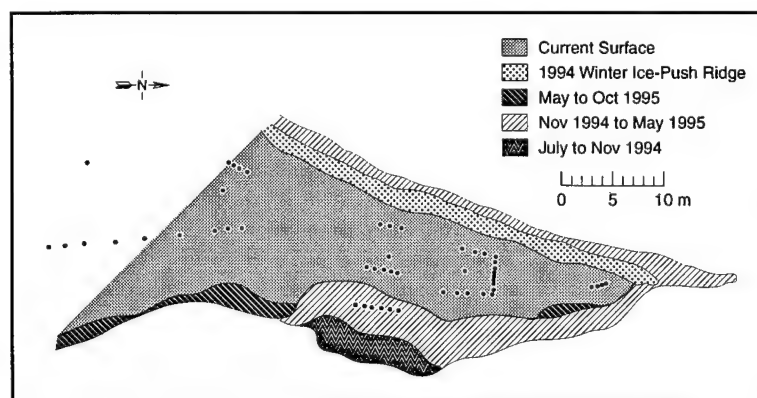 Current Surface
1994 Winter Ice-Push Ridge
May to Oct 1995
Nov 1994 to May 1995
July to Nov 1994
N
0 5 10 m